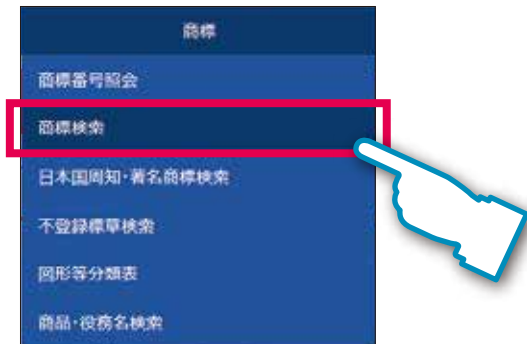 商標
商標番号照会
商標検索
日本国周知・著名商標検索
不登録標章検索
図形等分類表
商品・役務名検索